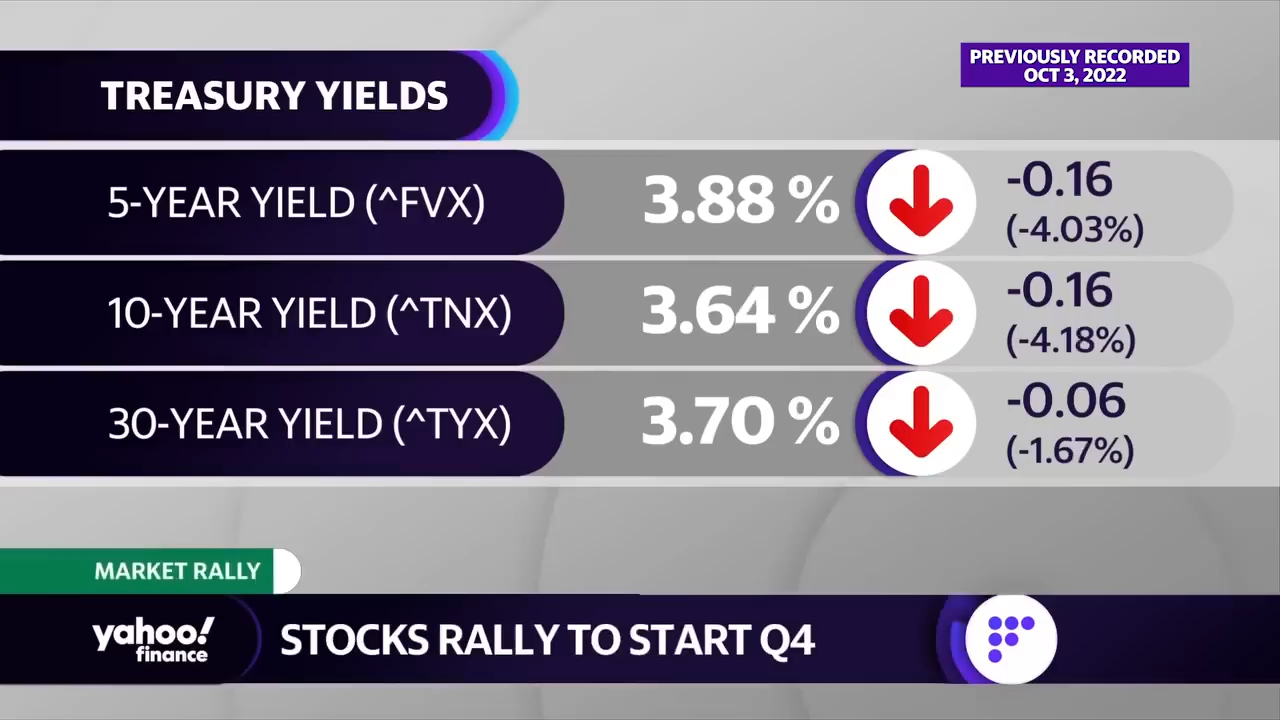 PREVIOUSLY RECORDED
OCT 3, 2022
TREASURY YIELDS
5-YEAR YIELD (^FVX) 3.88 % -0.16
(-4.03%)
10-YEAR YIELD (^TNX) 3.64 % -0.16
(-4.18%)
30-YEAR YIELD (^TYX) 3.70 % -0.06
(-1.67%)
MARKET RALLY
yahoo!
finance
STOCKS RALLY TO START Q4